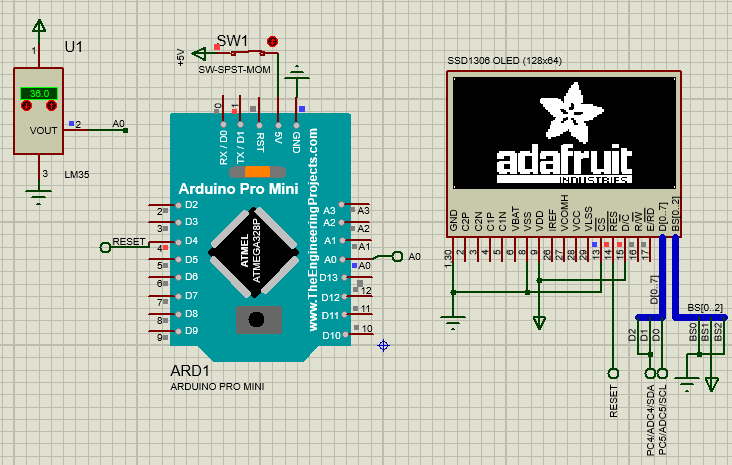 U1
1
36.0
VOUT
2
A0
3
LM35
+5V
SW1
SW-SPST-MOM
0
1
RX / D0
TX / D1
RST
5V
GND
Arduino Pro Mini
www.TheEngineeringProjects.com
ATMEL
ATMEGA328P
2 D2
3 D3
RESET
4 D4
5 D5
6 D6
7 D7
8 D8
9 D9
A3 A3
A2 A2
A1 A1
A0 A0
A0
D13
D12 12
D11 11
D10 10
ARD1
ARDUINO PRO MINI
SSD1306 OLED (128x64)
adafruit
INDUSTRIES
GND
C2P
C2N
C1P
C1N
VBAT
VSS
VDD
IREF
VCOMH
VCC
VLSS
CS
RES
D/C
R/W
E/RD
D[0..7]
BS[0..2]
1,30
2
3
4
5
6
8
9
26
27
28
29
13
14
15
16
17
D[0..7]
BS[0..2]
D2
D1
D0
BS0
BS1
BS2
RESET
PC4/ADC4/SDA
PC5/ADC5/SCL